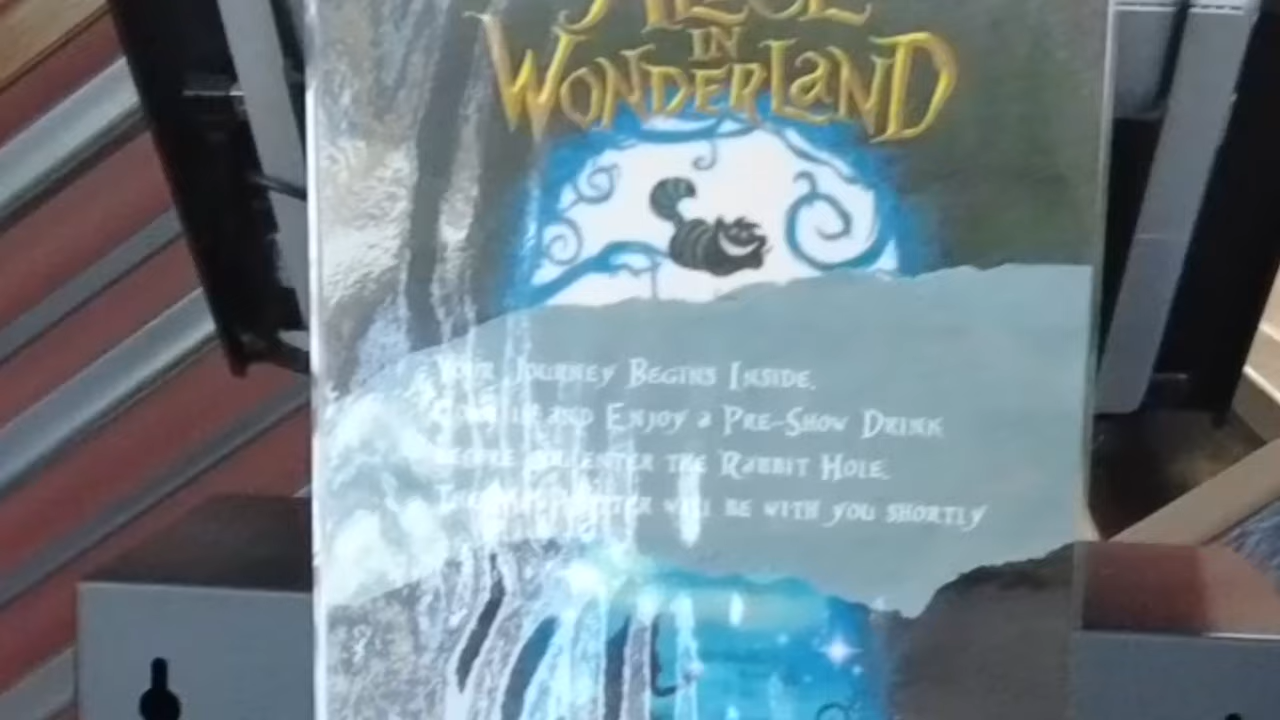 ALICE
IN
WONDERLAND
YOUR JOURNEY BEGINS INSIDE.
AND ENJOY A PRE-SHOW DRINK
ENTER THE RABBIT HOLE.
WILL BE WITH YOU SHORTLY